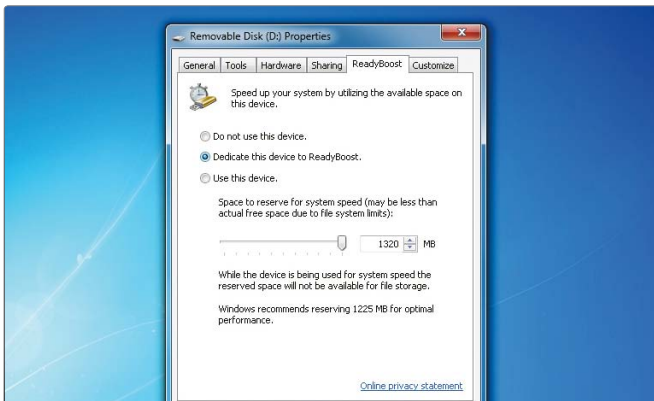 Removable Disk (D:) Properties
General Tools Hardware Sharing ReadyBoost Customize
Speed up your system by utilizing the available space on
this device.
Do not use this device.
Dedicate this device to ReadyBoost.
Use this device.
Space to reserve for system speed (may be less than
actual free space due to file system limits):
1320 MB
While the device is being used for system speed the
reserved space will not be available for file storage.
Windows recommends reserving 1225 MB for optimal
performance.
Online privacy statement